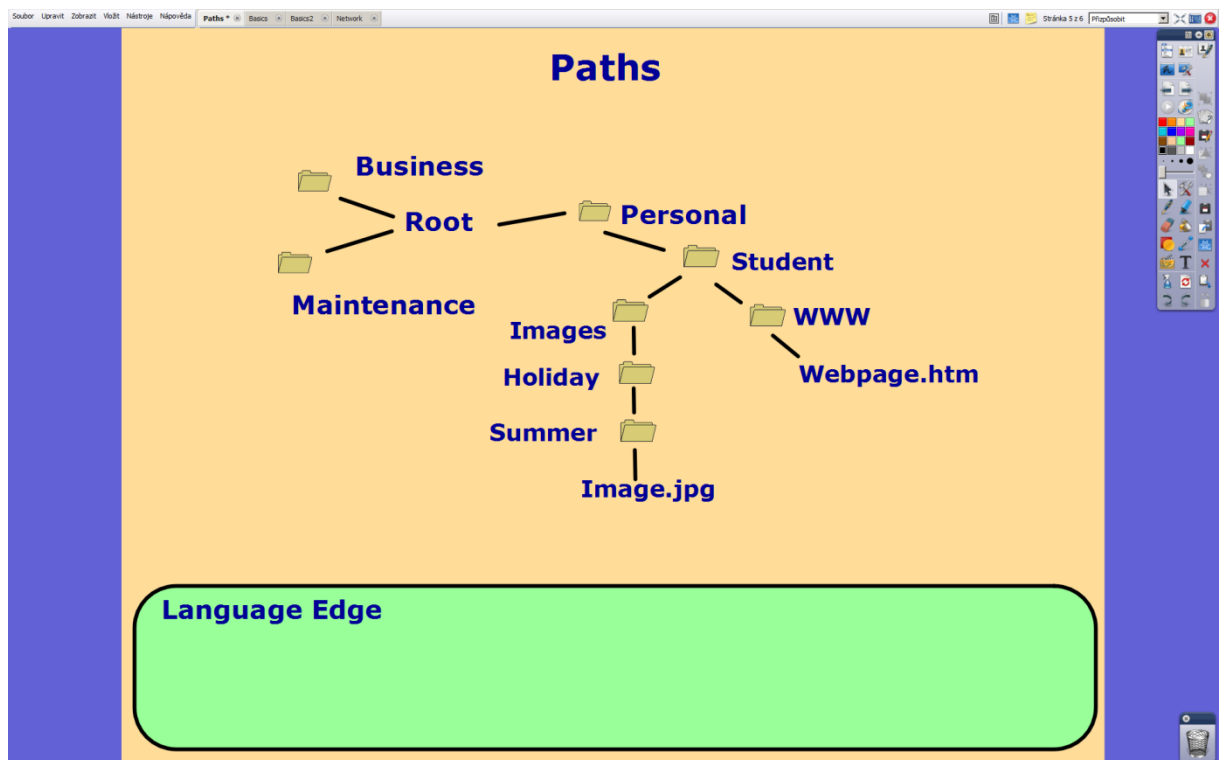 Soubor Upravit Zobrazit Vložit Nástroje Nápověda Paths * Basics Basics2 Network Stránka 5 z 6 Přizpůsobit
Paths
Business
Root
Personal
Student
Maintenance
Images
WWW
Holiday
Webpage.htm
Summer
Image.jpg
Language Edge